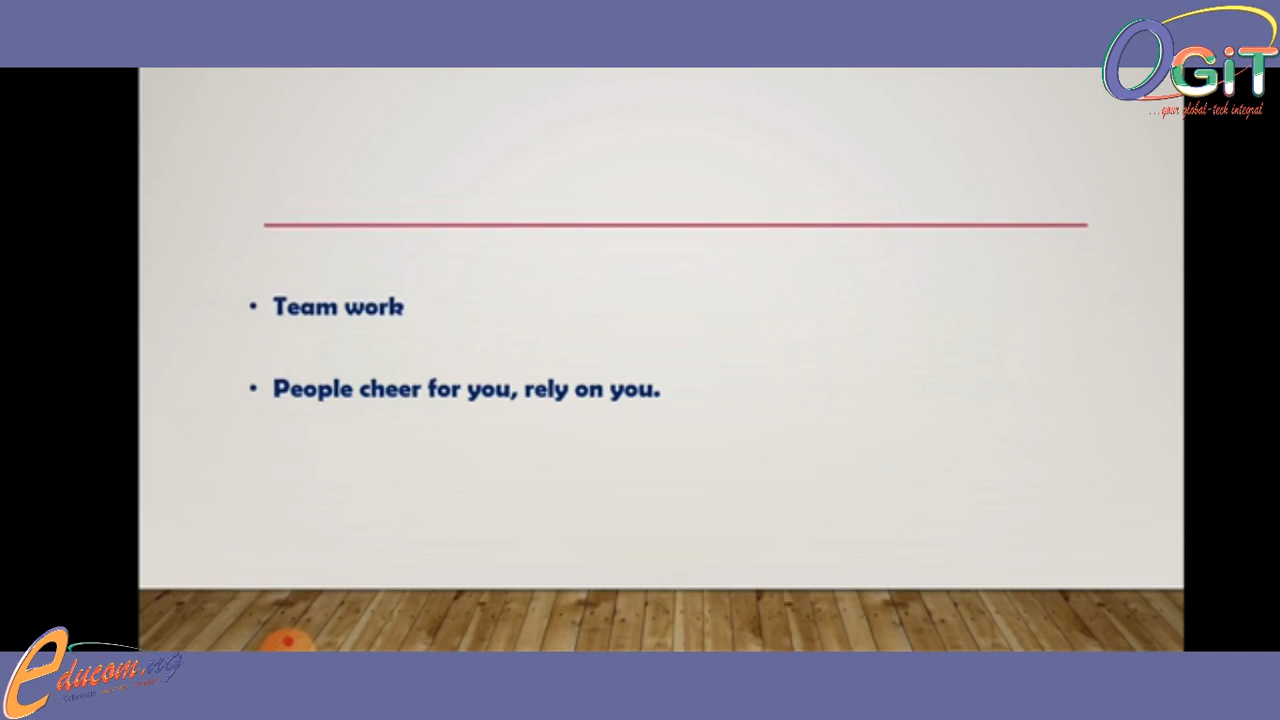 OGiT
...your global-tech integral
• Team work
• People cheer for you, rely on you.
educom.ng